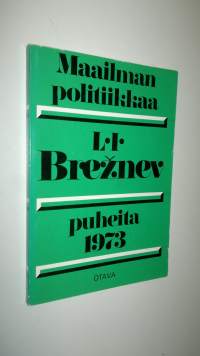 Maailman
politiikkaa
L·I·
Brežnev
puheita
1973
OTAVA